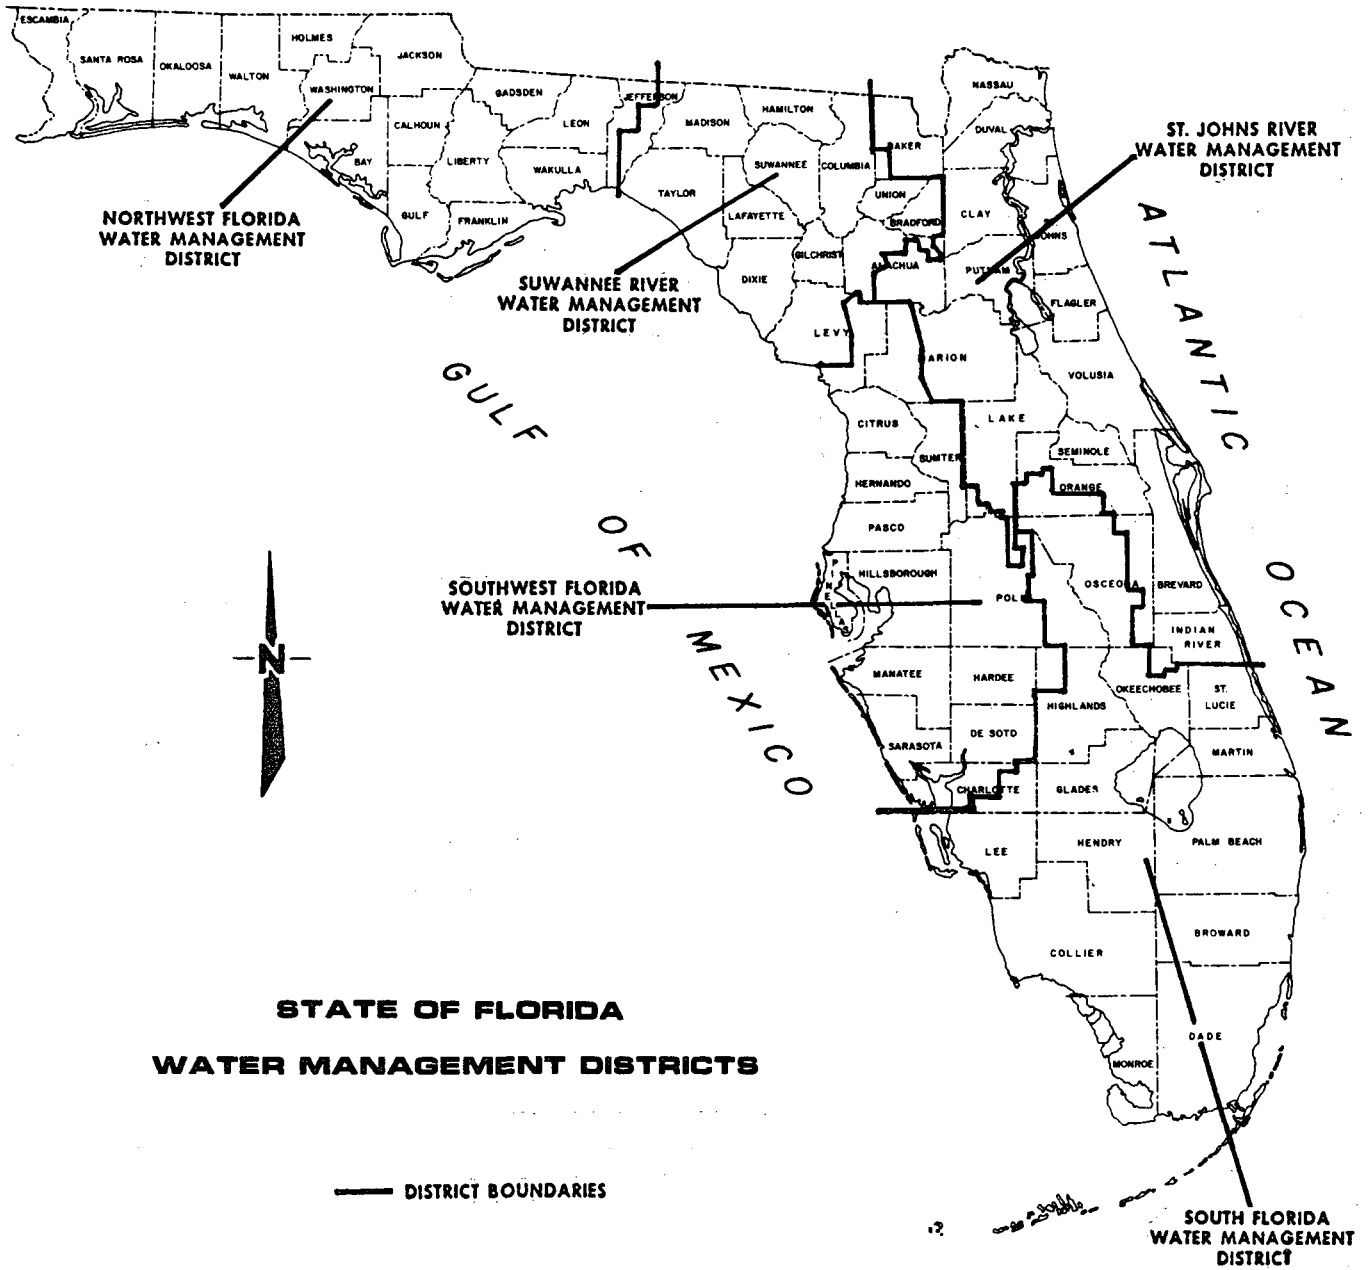 ESCAMBIA
SANTA ROSA
OKALOOSA
WALTON
HOLMES
WASHINGTON
JACKSON
CALHOUN
BAY
GULF
GADSDEN
LIBERTY
FRANKLIN
LEON
WAKULLA
JEFFERSON
MADISON
TAYLOR
HAMILTON
SUWANNEE
LAFAYETTE
DIXIE
COLUMBIA
GILCHRIST
LEVY
BAKER
UNION
BRADFORD
ALACHUA
NASSAU
DUVAL
CLAY
JOHNS
PUTNAM
FLAGLER
ARION
VOLUSIA
LAKE
CITRUS
SUMTER
SEMINOLE
HERNANDO
ORANGE
PASCO
PINELLAS
HILLSBOROUGH
POL
OSCEOLA
BREVARD
INDIAN
RIVER
MANATEE
HARDEE
HIGHLANDS
OKEECHOBEE
ST.
LUCIE
SARASOTA
DE SOTO
MARTIN
CHARLOTTE
GLADES
LEE
HENDRY
PALM BEACH
COLLIER
BROWARD
MONROE
DADE
NORTHWEST FLORIDA
WATER MANAGEMENT
DISTRICT
SUWANNEE RIVER
WATER MANAGEMENT
DISTRICT
ST. JOHNS RIVER
WATER MANAGEMENT
DISTRICT
SOUTHWEST FLORIDA
WATER MANAGEMENT
DISTRICT
SOUTH FLORIDA
WATER MANAGEMENT
DISTRICT
GULF
OF
MEXICO
ATLANTIC
OCEAN
N
STATE OF FLORIDA
WATER MANAGEMENT DISTRICTS
DISTRICT BOUNDARIES